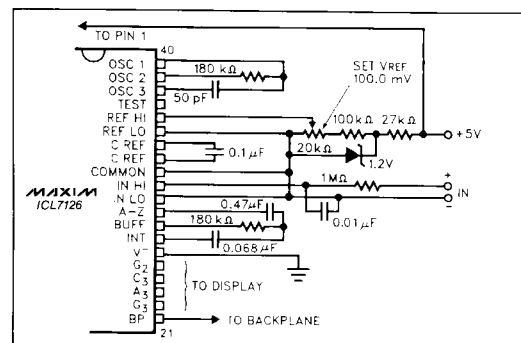 TO PIN 1
40
OSC 1
OSC 2
OSC 3
TEST
REF HI
REF LO
C REF
C REF
COMMON
IN HI
IN LO
A-Z
BUFF
INT
V-
G2
C3
A3
G3
BP
21
MAXIM
ICL7126
180 kΩ
50 pF
SET VREF
100.0 mV
100kΩ 27kΩ
+5V
20kΩ
1.2V
0.1 µF
1MΩ
+
IN
-
0.47µF
0.01 µF
180 kΩ
0.068µF
TO DISPLAY
TO BACKPLANE